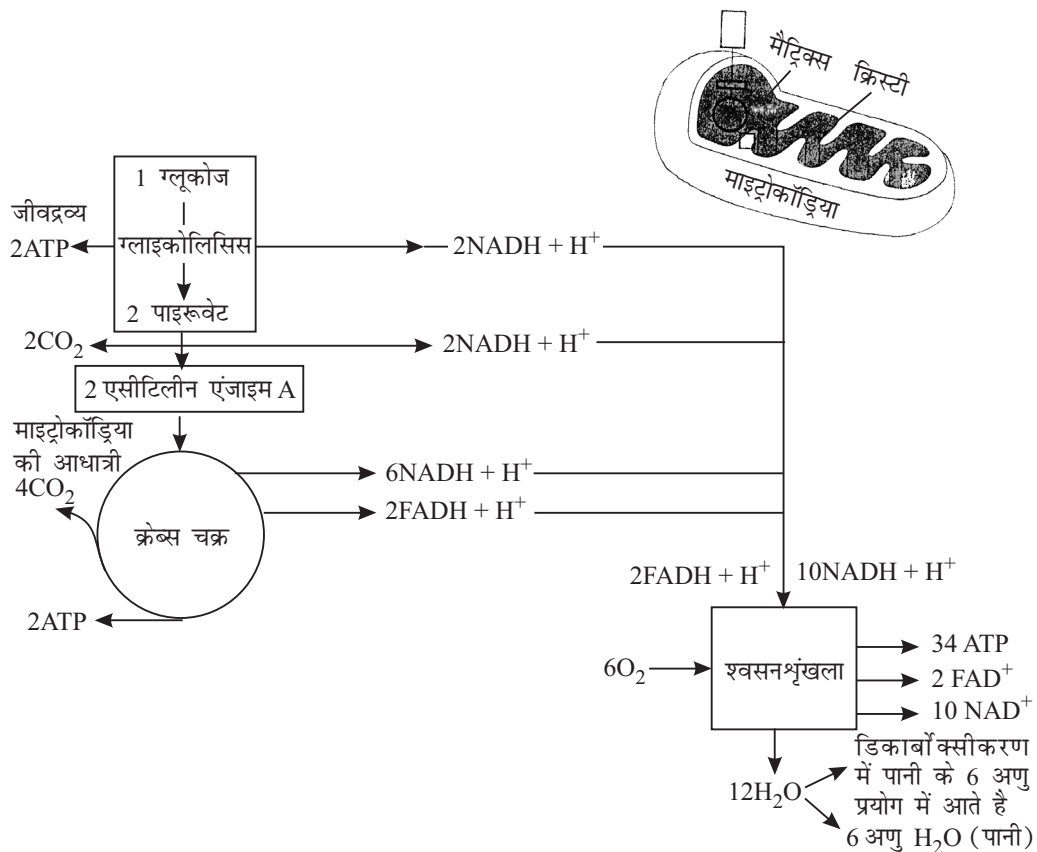 मैट्रिक्स क्रिस्टी
माइट्रोकॉड्रिया
1 ग्लूकोज
जीवद्रव्य
2ATP
ग्लाइकोलिसिस
2NADH + H⁺
2 पाइरूवेट
2CO₂
2NADH + H⁺
2 एसीटिलीन एंजाइम A
माइट्रोकॉड्रिया
की आधात्री
4CO₂
6NADH + H⁺
2FADH + H⁺
क्रेब्स चक्र
2ATP
2FADH + H⁺
10NADH + H⁺
6O₂
श्वसनशृंखला
34 ATP
2 FAD⁺
10 NAD⁺
12H₂O
डिकार्बोक्सीकरण
में पानी के 6 अणु
प्रयोग में आते है
6 अणु H₂O (पानी)